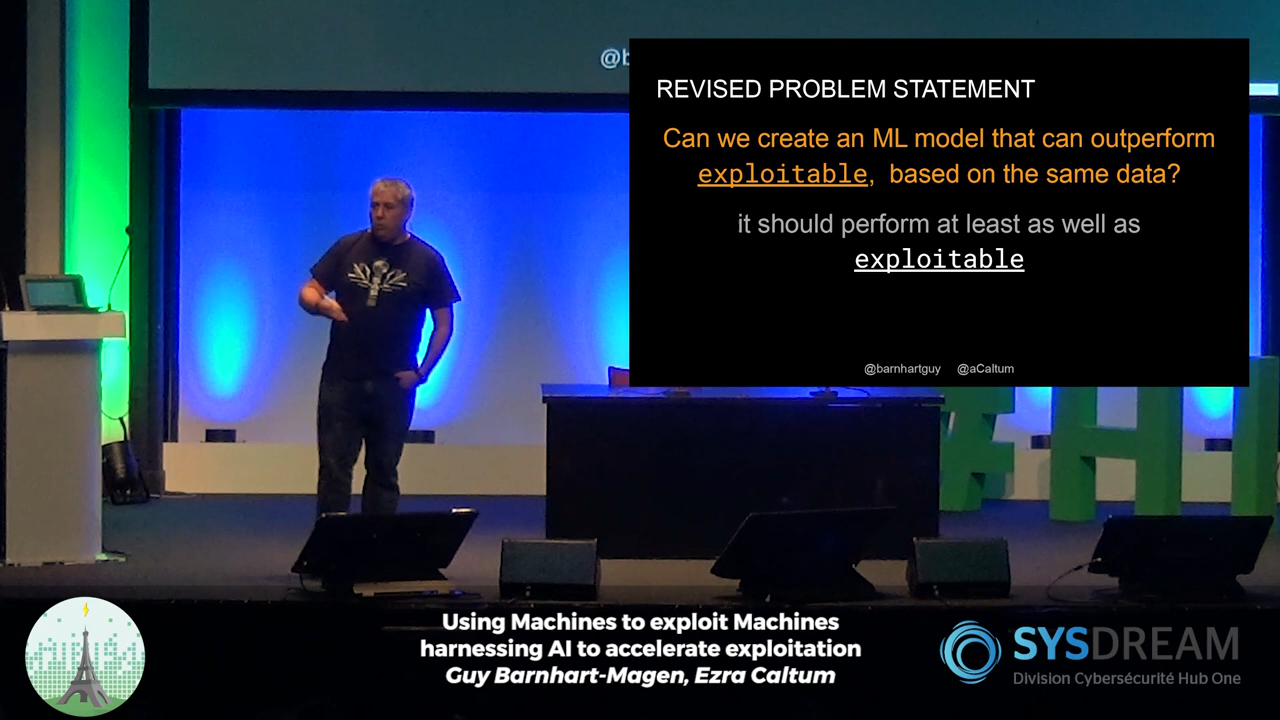 @b
REVISED PROBLEM STATEMENT
Can we create an ML model that can outperform
exploitable, based on the same data?
it should perform at least as well as
exploitable
@barnhartguy @aCaltum
#HI
Using Machines to exploit Machines
harnessing AI to accelerate exploitation
Guy Barnhart-Magen, Ezra Caltum
SYSDREAM
Division Cybersécurité Hub One